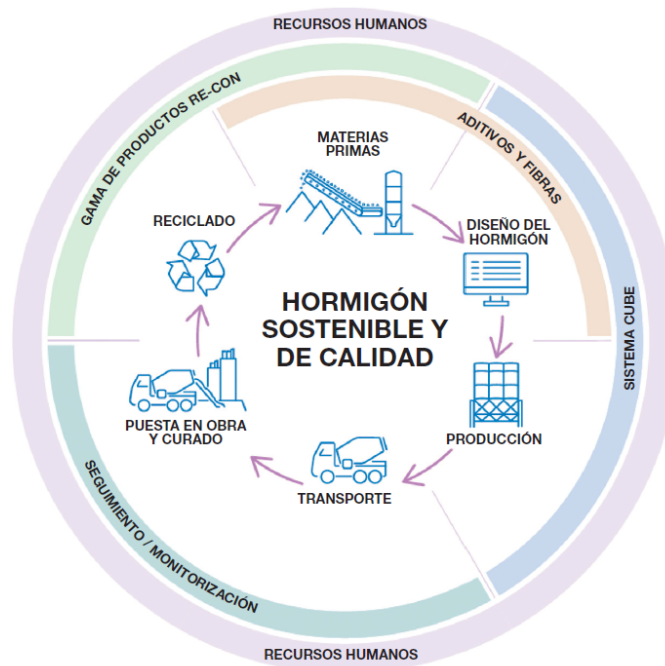 RECURSOS HUMANOS
GAMA DE PRODUCTOS RE-CON
ADITIVOS Y FIBRAS
SISTEMA CUBE
MATERIAS
PRIMAS
RECICLADO
DISEÑO DEL
HORMIGÓN
HORMIGÓN
SOSTENIBLE Y
DE CALIDAD
PRODUCCIÓN
PUESTA EN OBRA
Y CURADO
TRANSPORTE
SEGUIMIENTO / MONITORIZACIÓN
RECURSOS HUMANOS